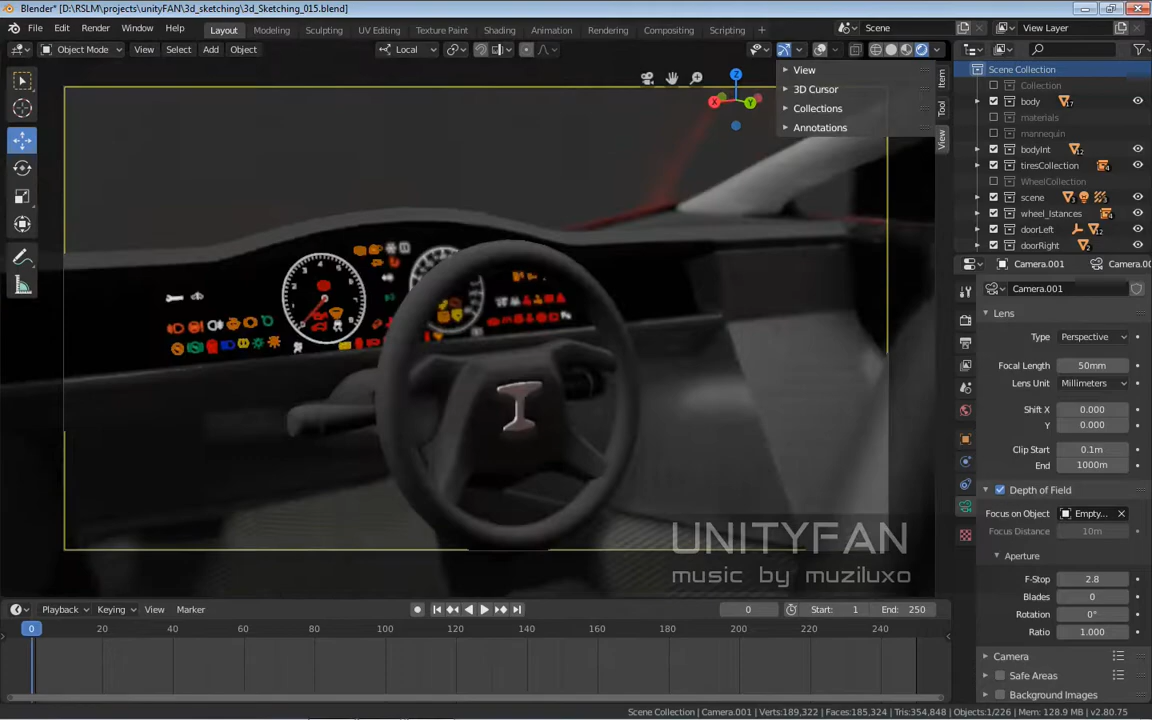 Blender* [D:\RSLM\projects\unityFAN\3d_sketching\3d_Sketching_015.blend]
File Edit Render Window Help Layout Modeling Sculpting UV Editing Texture Paint Shading Animation Rendering Compositing Scripting Scene View Layer
Object Mode View Select Add Object Local
View
3D Cursor
Collections
Annotations
Item
Tool
View
Scene Collection
Collection
body 17
materials
mannequin
bodyInt 12
tiresCollection 4
WheelCollection
scene
wheel_Istances 4
doorLeft 12
doorRight 2
Camera.001 Camera.00
Camera.001
Lens
Type Perspective
Focal Length 50mm
Lens Unit Millimeters
Shift X 0.000
Y 0.000
Clip Start 0.1m
End 1000m
Depth of Field
Focus on Object Empty...
Focus Distance 10m
Aperture
F-Stop 2.8
Blades 0
Rotation 0°
Ratio 1.000
Camera
Safe Areas
Background Images
UNITYFAN
music by muziluxo
Playback Keying View Marker 0 Start: 1 End: 250
0 20 40 60 80 100 120 140 160 180 200 220 240
Scene Collection | Camera.001 | Verts:189,322 | Faces:185,324 | Tris:354,848 | Objects:1/226 | Mem: 128.9 MB | v2.80.75